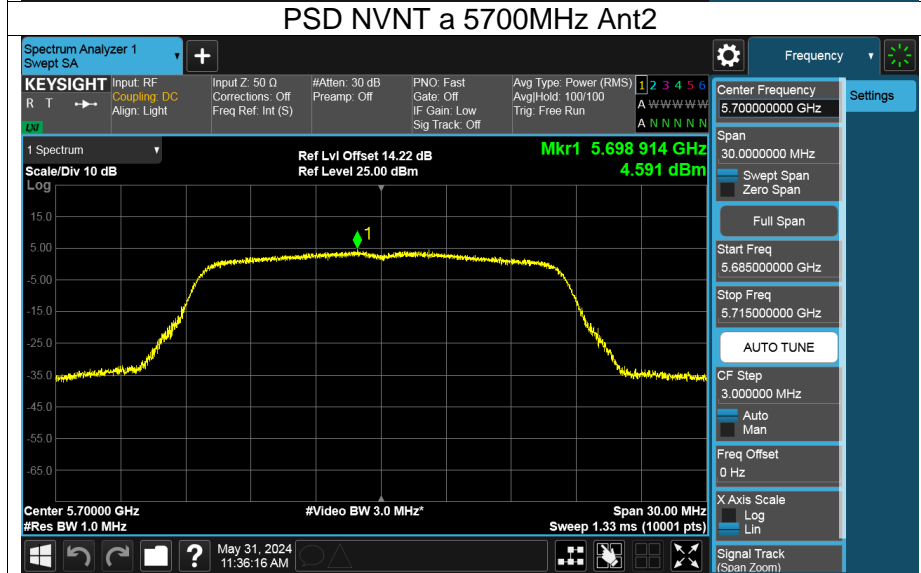 PSD NVNT a 5700MHz Ant2
Spectrum Analyzer 1
Swept SA
+
Frequency
KEYSIGHT
R T
LXI
Input: RF
Coupling: DC
Align: Light
Input Z: 50 Ω
Corrections: Off
Freq Ref: Int (S)
#Atten: 30 dB
Preamp: Off
PNO: Fast
Gate: Off
IF Gain: Low
Sig Track: Off
Avg Type: Power (RMS)
Avg|Hold: 100/100
Trig: Free Run
1 2 3 4 5 6
A W W W W W
A N N N N N
Center Frequency
5.700000000 GHz
Settings
Span
30.0000000 MHz
Swept Span
Zero Span
Full Span
Start Freq
5.685000000 GHz
Stop Freq
5.715000000 GHz
AUTO TUNE
CF Step
3.000000 MHz
Auto
Man
Freq Offset
0 Hz
X Axis Scale
Log
Lin
Signal Track
(Span Zoom)
1 Spectrum
Scale/Div 10 dB
Log
Ref Lvl Offset 14.22 dB
Ref Level 25.00 dBm
Mkr1 5.698 914 GHz
4.591 dBm
15.0
5.00
-5.00
-15.0
-25.0
-35.0
-45.0
-55.0
-65.0
1
Center 5.70000 GHz
#Res BW 1.0 MHz
#Video BW 3.0 MHz*
Span 30.00 MHz
Sweep 1.33 ms (10001 pts)
?
May 31, 2024
11:36:16 AM